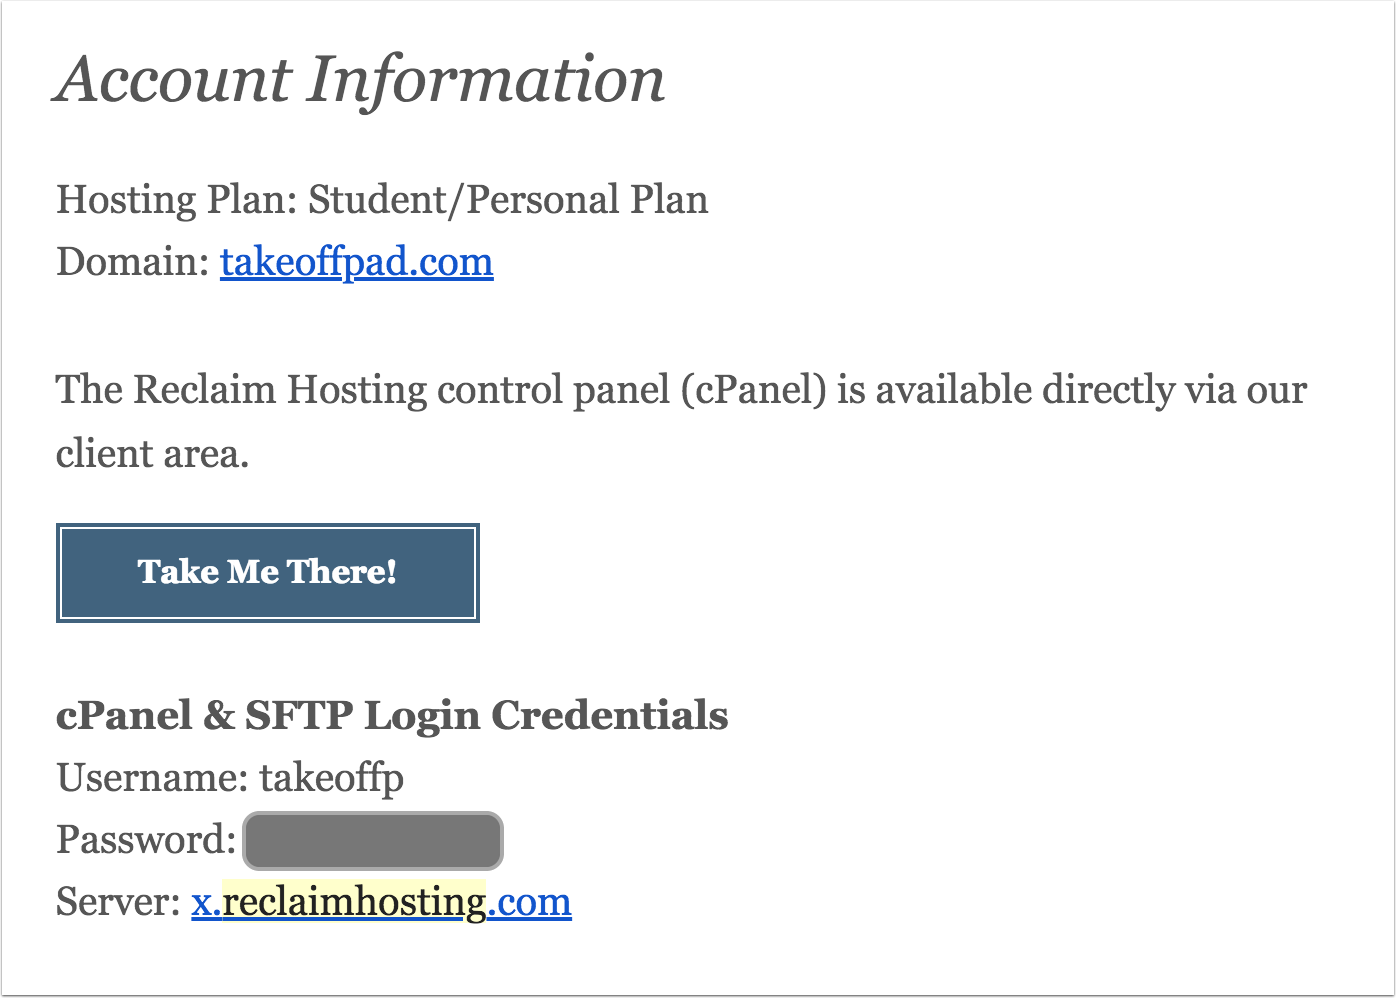 Account Information
Hosting Plan: Student/Personal Plan
Domain: takeoffpad.com
The Reclaim Hosting control panel (cPanel) is available directly via our
client area.
Take Me There!
cPanel & SFTP Login Credentials
Username: takeoffp
Password:
Server: x.reclaimhosting.com